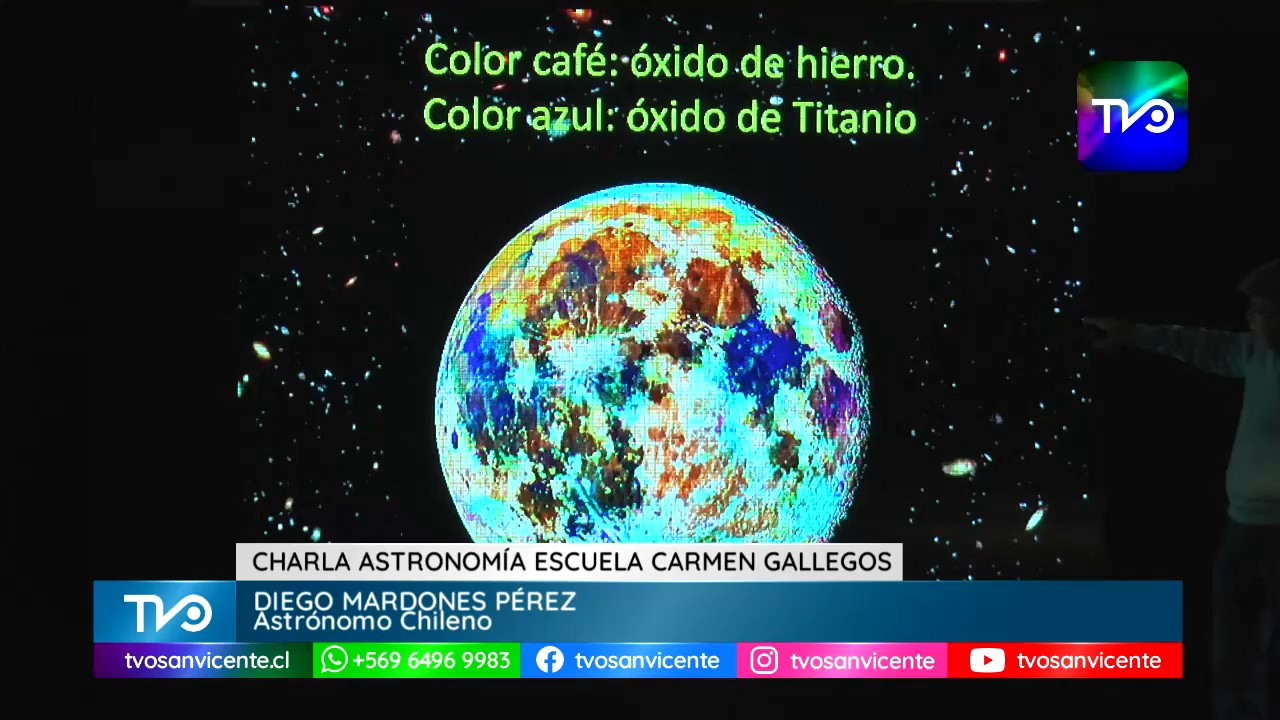 Color café: óxido de hierro.
Color azul: óxido de Titanio
TVO
CHARLA ASTRONOMÍA ESCUELA CARMEN GALLEGOS
TVO
DIEGO MARDONES PÉREZ
Astrónomo Chileno
tvosanvicente.cl
+569 6496 9983
tvosanvicente
tvosanvicente
tvosanvicente